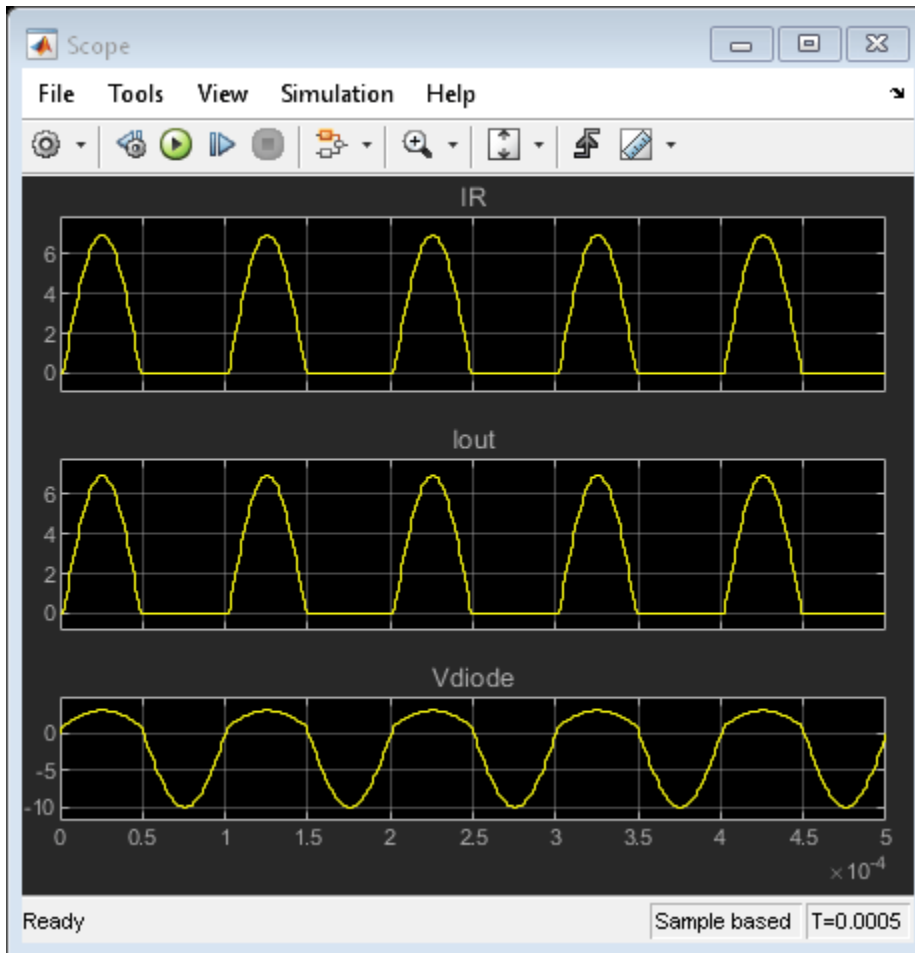 Scope
File Tools View Simulation Help
IR
6
4
2
0
Iout
6
4
2
0
Vdiode
0
-5
-10
0 0.5 1 1.5 2 2.5 3 3.5 4 4.5 5
×10-4
Ready Sample based T=0.0005